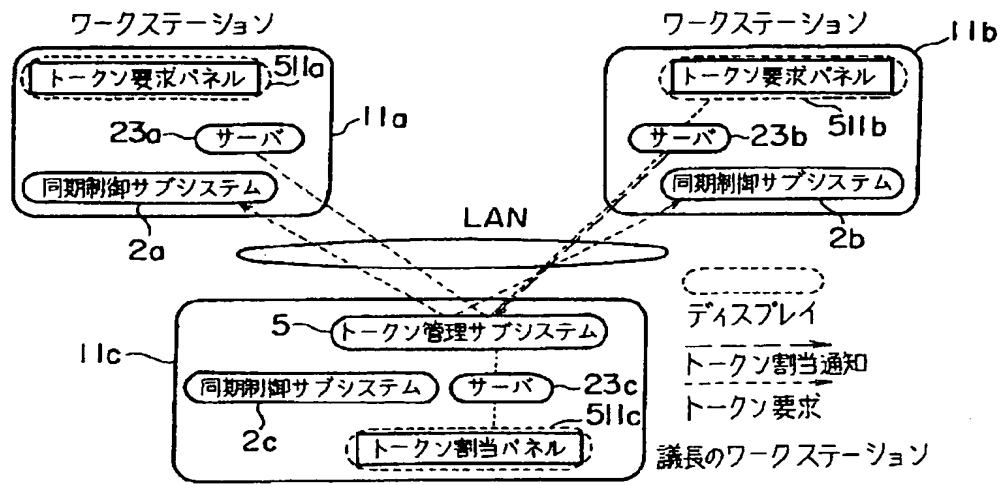 ワークステーション
トークン要求パネル
511a
23a
サーバ
11a
同期制御サブシステム
2a
ワークステーション
11b
トークン要求パネル
511b
サーバ
23b
同期制御サブシステム
2b
LAN
5
トークン管理サブシステム
11c
同期制御サブシステム
サーバ
23c
2c
511c
トークン割当パネル
ディスプレイ
トークン割当通知
トークン要求
議長のワークステーション